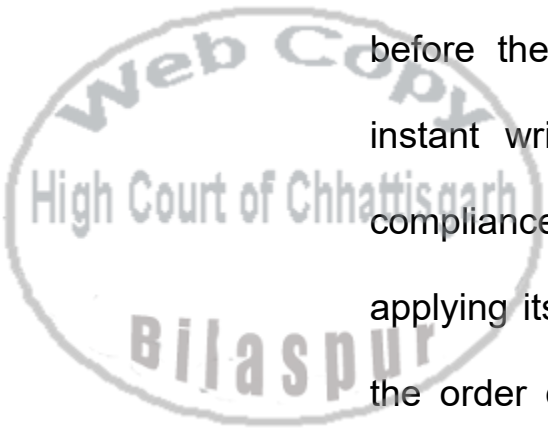 Web Copy
High Court of Chhattisgarh
Bilaspur
before the
instant wri
compliance
applying its
the order